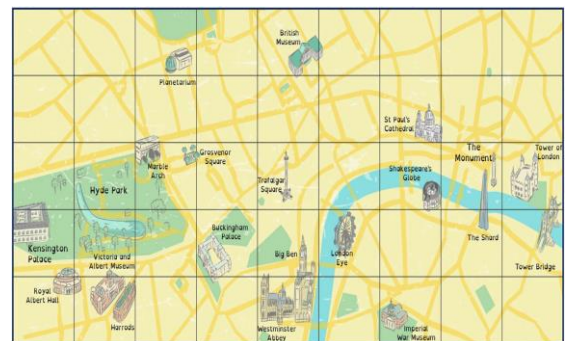 British
Museum
Planetarium
St Paul's
Cathedral
The
Monument
Tower of
London
Marble
Arch
Grosvenor
Square
Trafalgar
Square
Shakespeare's
Globe
Hyde Park
Kensington
Palace
Victoria and
Albert Museum
Buckingham
Palace
Big Ben
London
Eye
The Shard
Tower Bridge
Royal
Albert Hall
Harrods
Westminster
Abbey
Imperial
War Museum